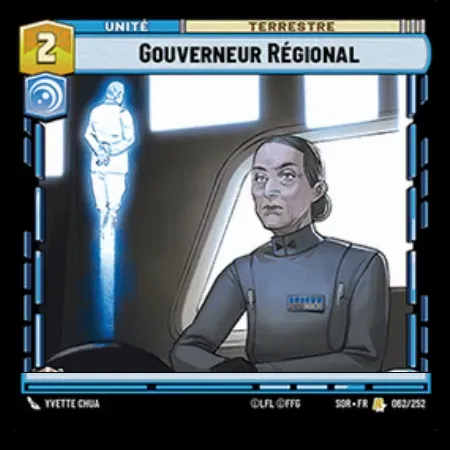 UNITÉ
TERRESTRE
2
GOUVERNEUR RÉGIONAL
YVETTE CHUA
©LFL ©FFG
SOR • FR
062/252